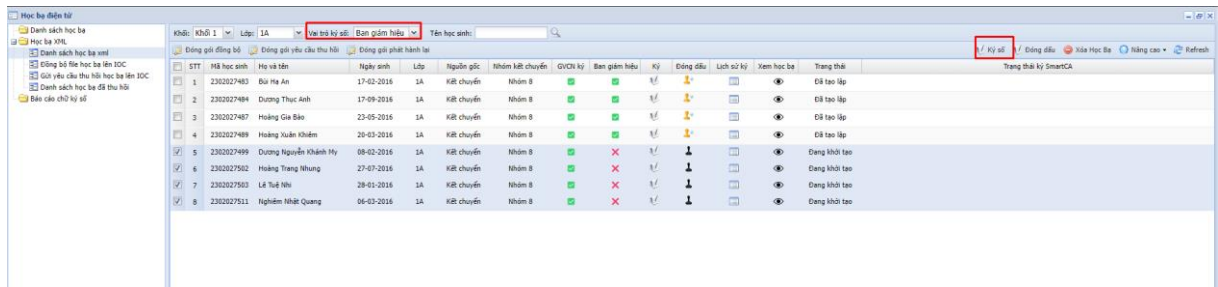 Học bạ điện tử
Danh sách học bạ
Học bạ XML
Danh sách học bạ xml
Đồng bộ file học bạ lên IOC
Gửi yêu cầu thu hồi học bạ lên IOC
Danh sách học bạ đã thu hồi
Báo cáo chữ ký số
Khối: Khối 1 Lớp: 1A Vai trò ký số: Ban giám hiệu Tên học sinh:
Đóng gói đồng bộ Đóng gói yêu cầu thu hồi Đóng gói phát hành lại Ký số Đóng dấu Xóa Học Bạ Nâng cao Refresh
STT Mã học sinh Họ và tên Ngày sinh Lớp Nguồn gốc Nhóm kết chuyển GVCN ký Ban giám hiệu Ký Đóng dấu Lịch sử ký Xem học bạ Trạng thái Trạng thái ký SmartCA
1 2302027483 Bùi Hạ An 17-02-2016 1A Kết chuyển Nhóm 8 Đã tạo lập
2 2302027484 Dương Thục Anh 17-09-2016 1A Kết chuyển Nhóm 8 Đã tạo lập
3 2302027487 Hoàng Gia Bảo 23-05-2016 1A Kết chuyển Nhóm 8 Đã tạo lập
4 2302027489 Hoàng Xuân Khiêm 20-03-2016 1A Kết chuyển Nhóm 8 Đã tạo lập
5 2302027499 Dương Nguyễn Khánh My 08-02-2016 1A Kết chuyển Nhóm 8 Đang khởi tạo
6 2302027502 Hoàng Trang Nhung 27-07-2016 1A Kết chuyển Nhóm 8 Đang khởi tạo
7 2302027503 Lê Tuệ Nhi 28-01-2016 1A Kết chuyển Nhóm 8 Đang khởi tạo
8 2302027511 Nghiêm Nhật Quang 06-03-2016 1A Kết chuyển Nhóm 8 Đang khởi tạo